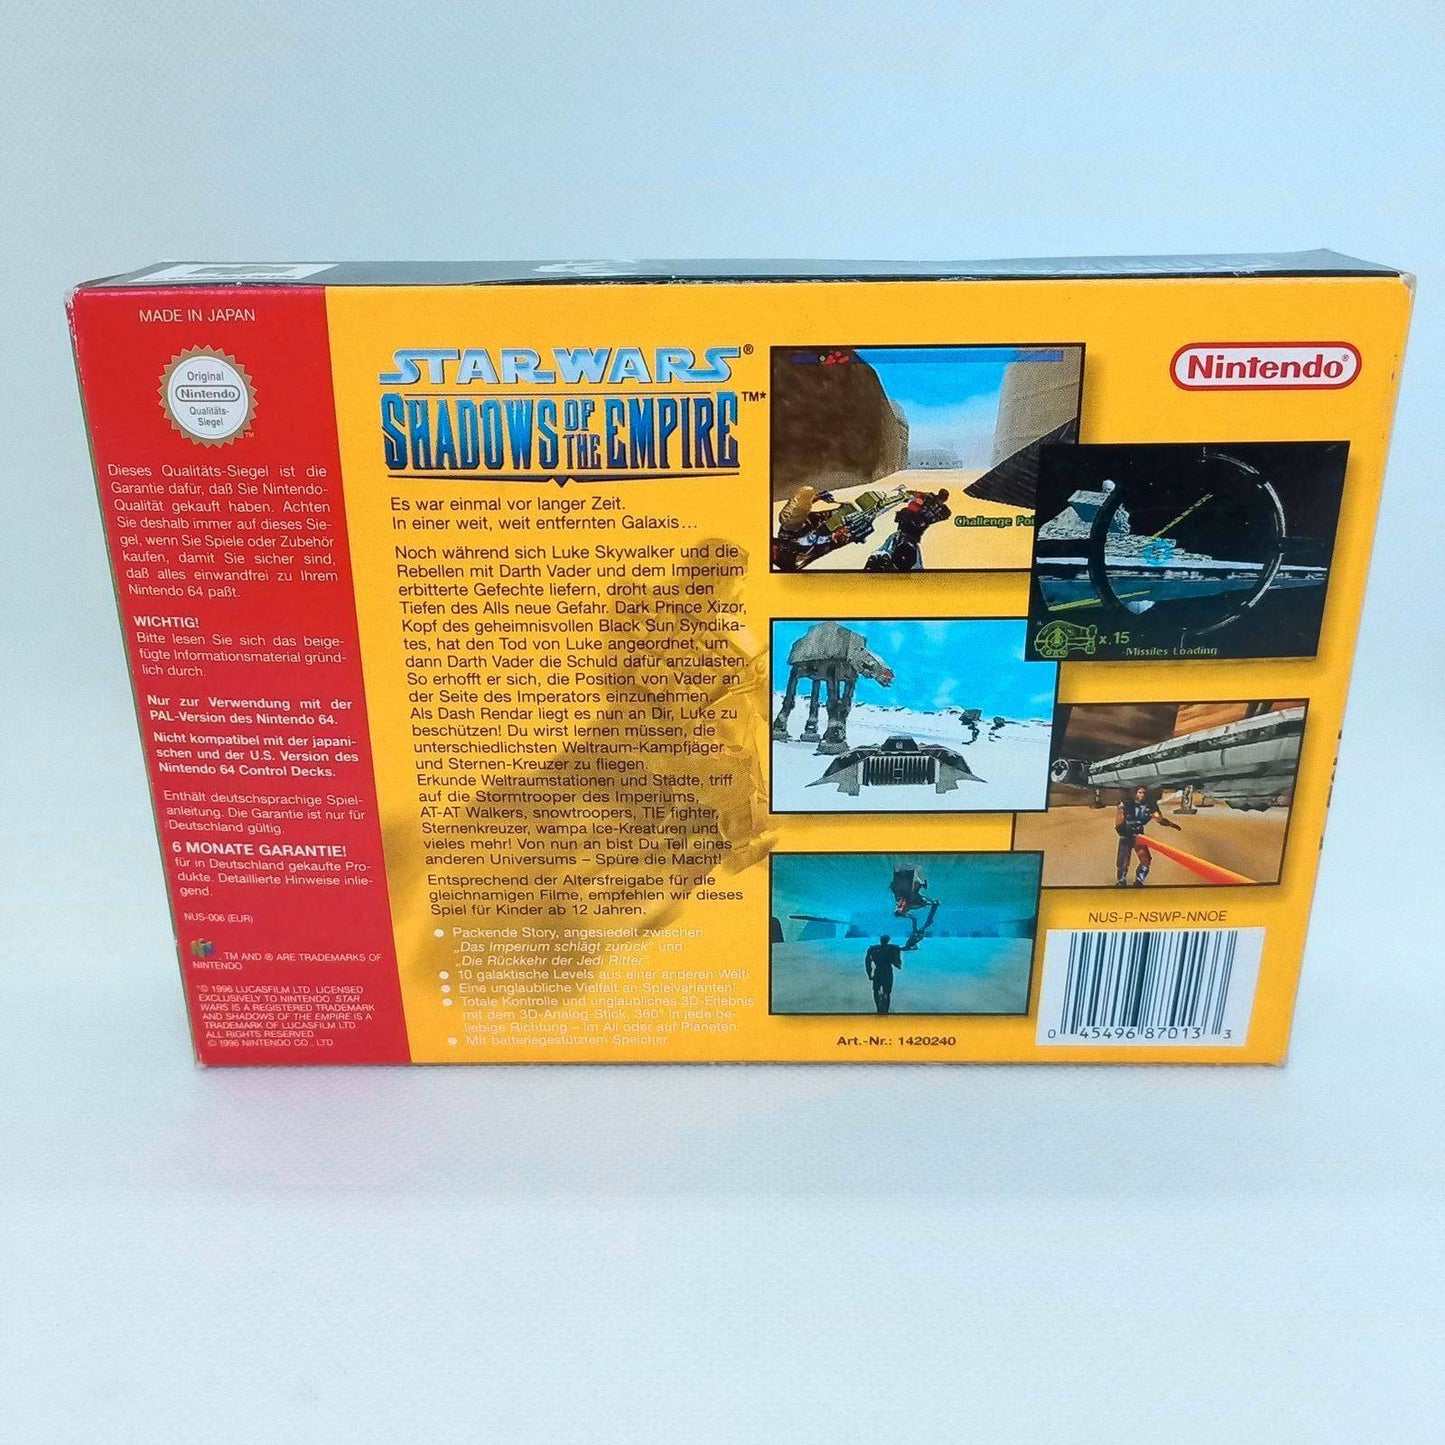 MADE IN JAPAN
Original
Nintendo
Qualitäts-
Siegel
TM
Dieses Qualitäts-Siegel ist die
Garantie dafür, daß Sie Nintendo-
Qualität gekauft haben. Achten
Sie deshalb immer auf dieses Sie-
gel, wenn Sie Spiele oder Zubehör
kaufen, damit Sie sicher sind,
daß alles einwandfrei zu Ihrem
Nintendo 64 paßt.
WICHTIG!
Bitte lesen Sie sich das beige-
fügte Informationsmaterial gründ-
lich durch.
Nur zur Verwendung mit der
PAL-Version des Nintendo 64.
Nicht kompatibel mit der japani-
schen und der U.S. Version des
Nintendo 64 Control Decks.
Enthält deutschsprachige Spiel-
anleitung. Die Garantie ist nur für
Deutschland gültig.
6 MONATE GARANTIE!
für in Deutschland gekaufte Pro-
dukte. Detaillierte Hinweise inlie-
gend.
NUS-006 (EUR)
, TM AND ® ARE TRADEMARKS OF
NINTENDO
*© 1996 LUCASFILM LTD. LICENSED
EXCLUSIVELY TO NINTENDO. STAR
WARS IS A REGISTERED TRADEMARK
AND SHADOWS OF THE EMPIRE IS A
TRADEMARK OF LUCASFILM LTD.
ALL RIGHTS RESERVED.
© 1996 NINTENDO CO., LTD
STAR WARS®
SHADOWS OF THE EMPIRE TM*
Es war einmal vor langer Zeit.
In einer weit, weit entfernten Galaxis...
Noch während sich Luke Skywalker und die
Rebellen mit Darth Vader und dem Imperium
erbitterte Gefechte liefern, droht aus den
Tiefen des Alls neue Gefahr. Dark Prince Xizor,
Kopf des geheimnisvollen Black Sun Syndika-
tes, hat den Tod von Luke angeordnet, um
dann Darth Vader die Schuld dafür anzulasten.
So erhofft er sich, die Position von Vader an
der Seite des Imperators einzunehmen.
Als Dash Rendar liegt es nun an Dir, Luke zu
beschützen! Du wirst lernen müssen, die
unterschiedlichsten Weltraum-Kampfjäger
und Sternen-Kreuzer zu fliegen.
Erkunde Weltraumstationen und Städte, triff
auf die Stormtrooper des Imperiums,
AT-AT Walkers, snowtroopers, TIE fighter,
Sternenkreuzer, wampa Ice-Kreaturen und
vieles mehr! Von nun an bist Du Teil eines
anderen Universums – Spüre die Macht!
Entsprechend der Altersfreigabe für die
gleichnamigen Filme, empfehlen wir dieses
Spiel für Kinder ab 12 Jahren.
● Packende Story, angesiedelt zwischen
„Das Imperium schlägt zurück" und
„Die Rückkehr der Jedi Ritter"
● 10 galaktische Levels aus einer anderen Welt!
● Eine unglaubliche Vielfalt an Spielvarianten!
● Totale Kontrolle und unglaubliches 3D-Erlebnis
mit dem 3D-Analog Stick, 360° in jede be-
liebige Richtung – im All oder auf Planeten.
● Mit batteriegestütztem Speicher.
Nintendo®
Challenge Poi
x.15
Missiles Loading
NUS-P-NSWP-NNOE
0 45496 87013 3
Art.-Nr.: 1420240